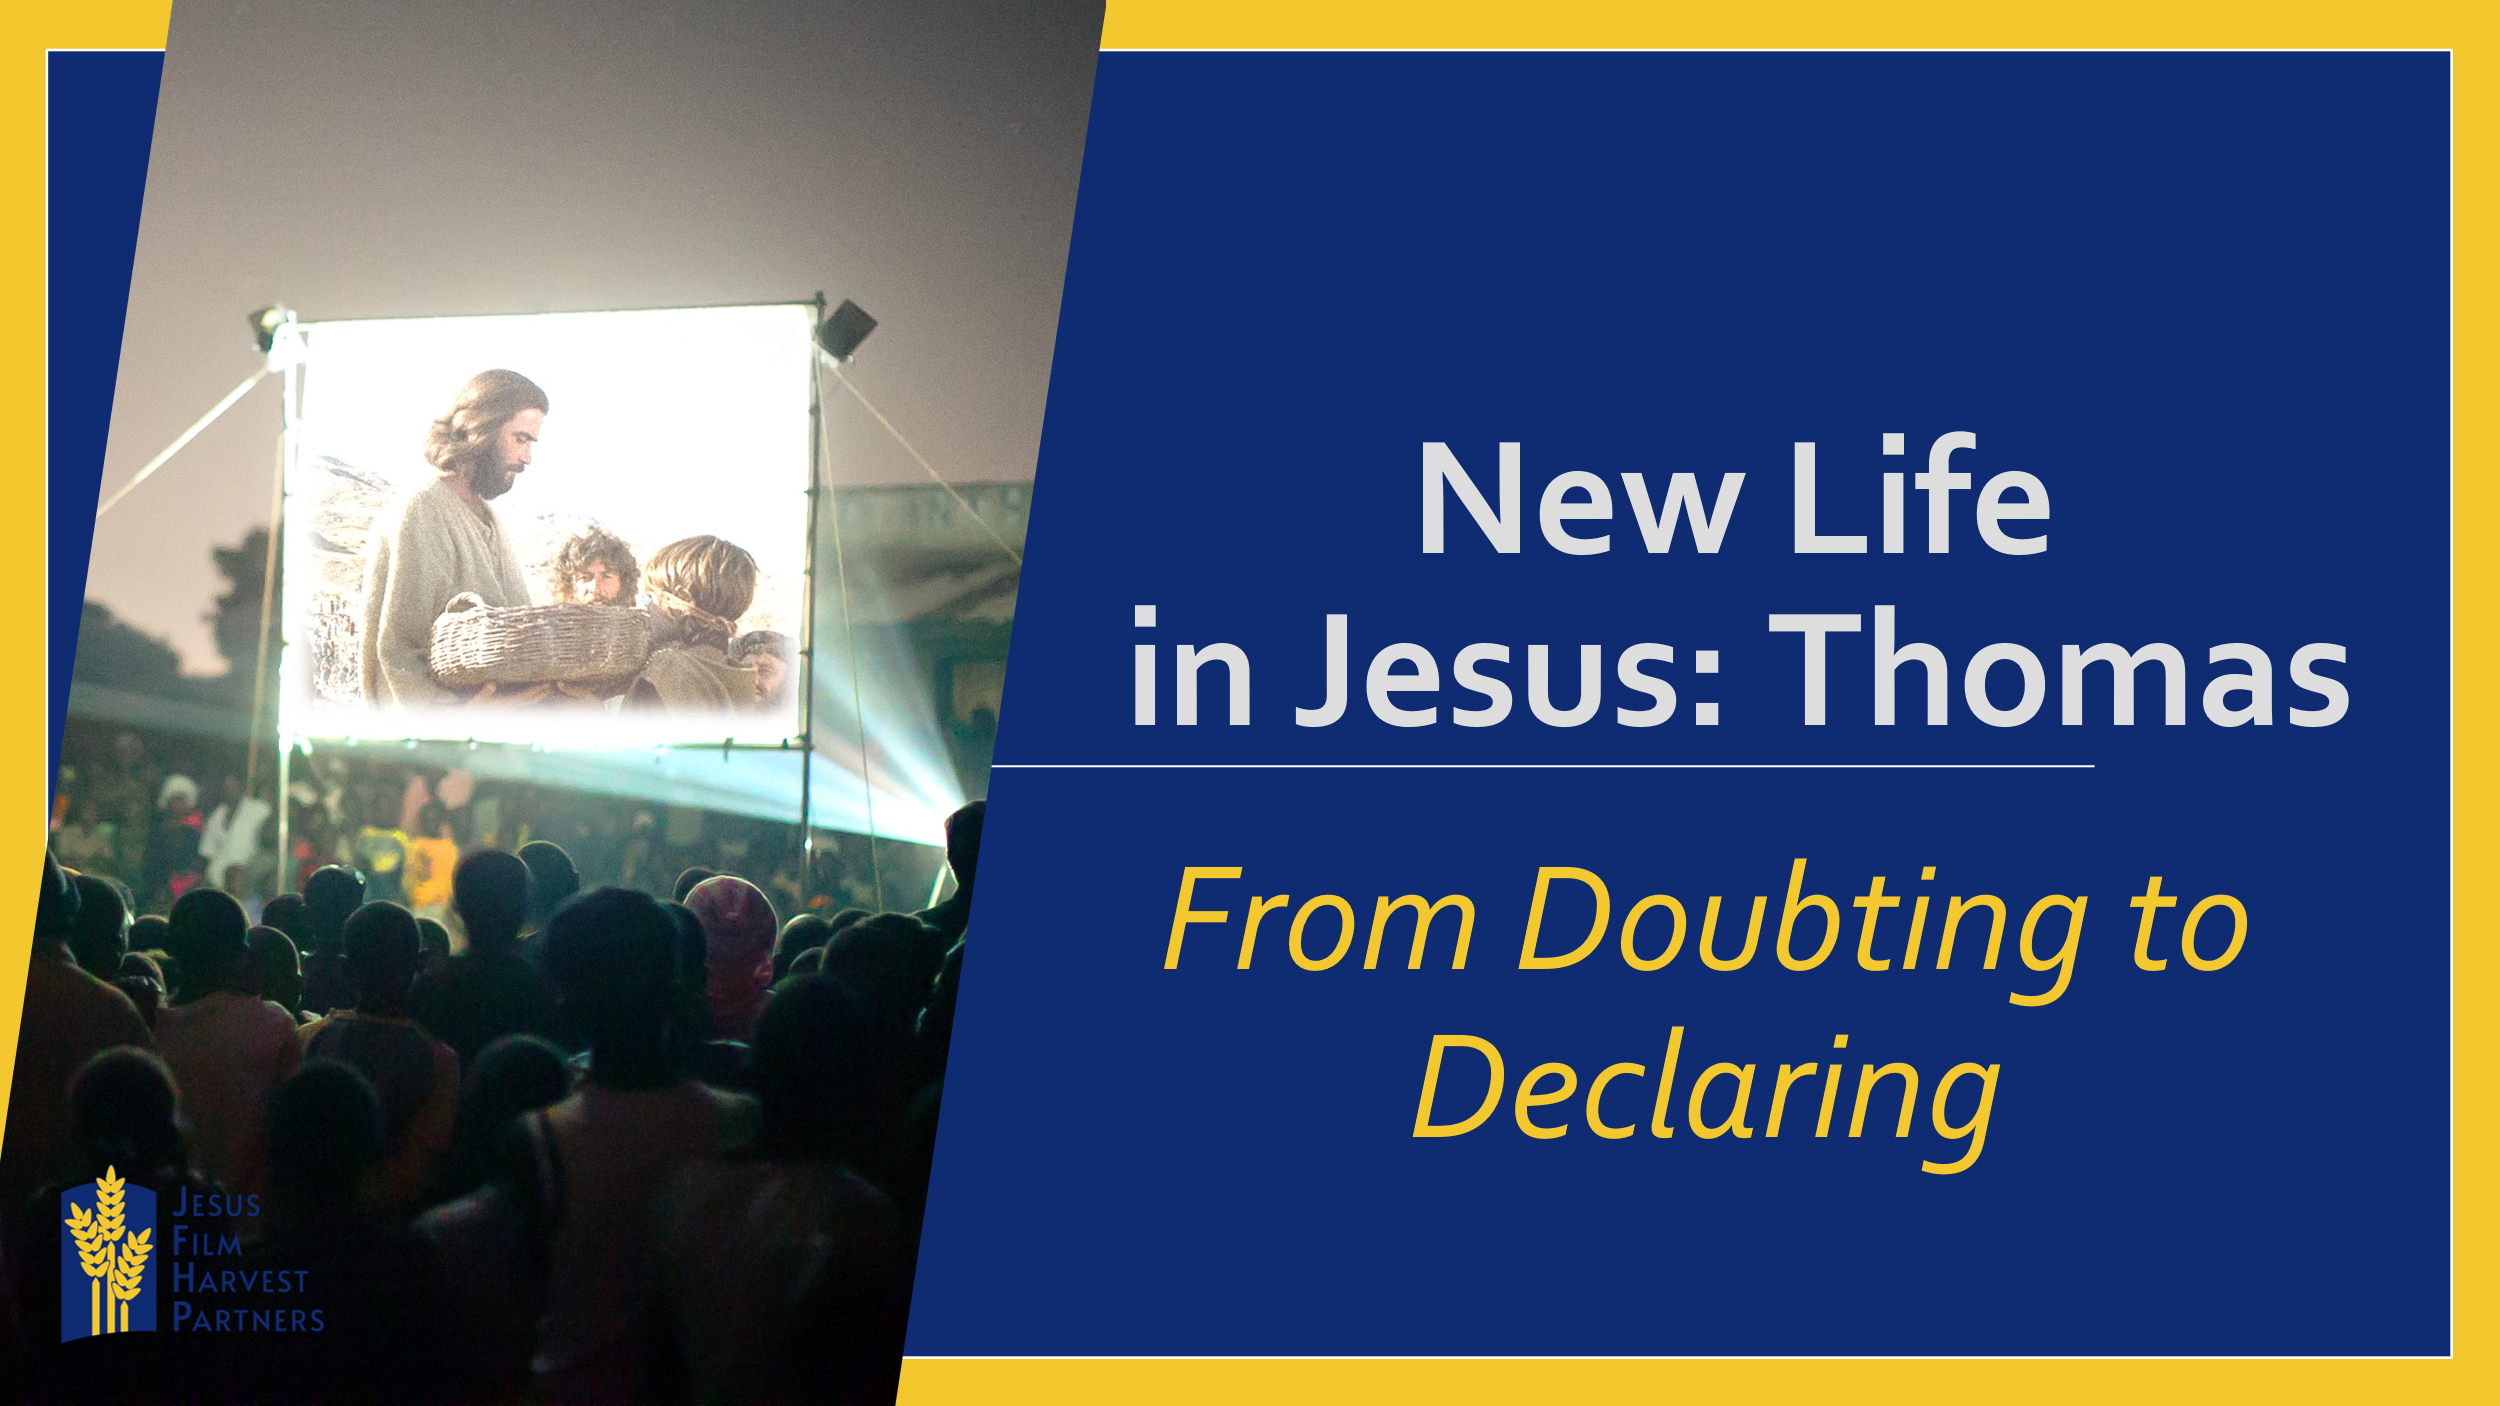 New Life
in Jesus: Thomas
From Doubting to
Declaring
JESUS
FILM
HARVEST
PARTNERS